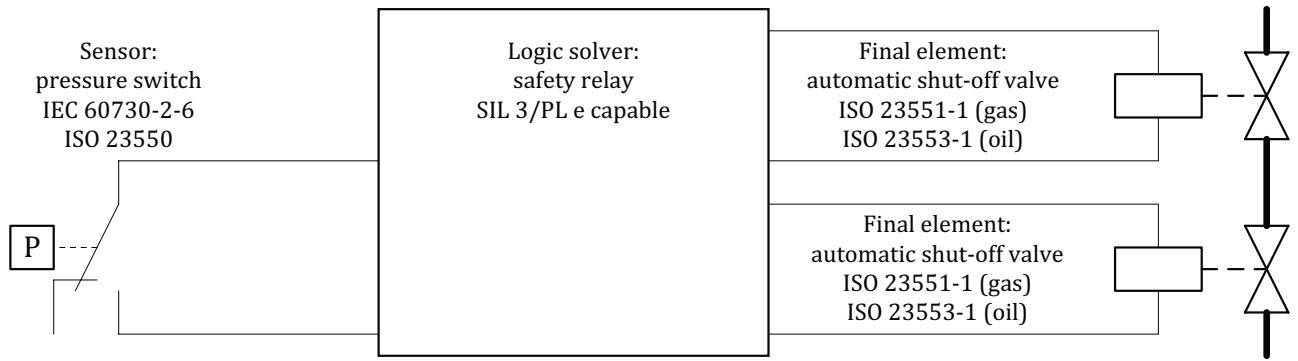 Sensor:
pressure switch
IEC 60730-2-6
ISO 23550
P
Logic solver:
safety relay
SIL 3/PL e capable
Final element:
automatic shut-off valve
ISO 23551-1 (gas)
ISO 23553-1 (oil)
Final element:
automatic shut-off valve
ISO 23551-1 (gas)
ISO 23553-1 (oil)